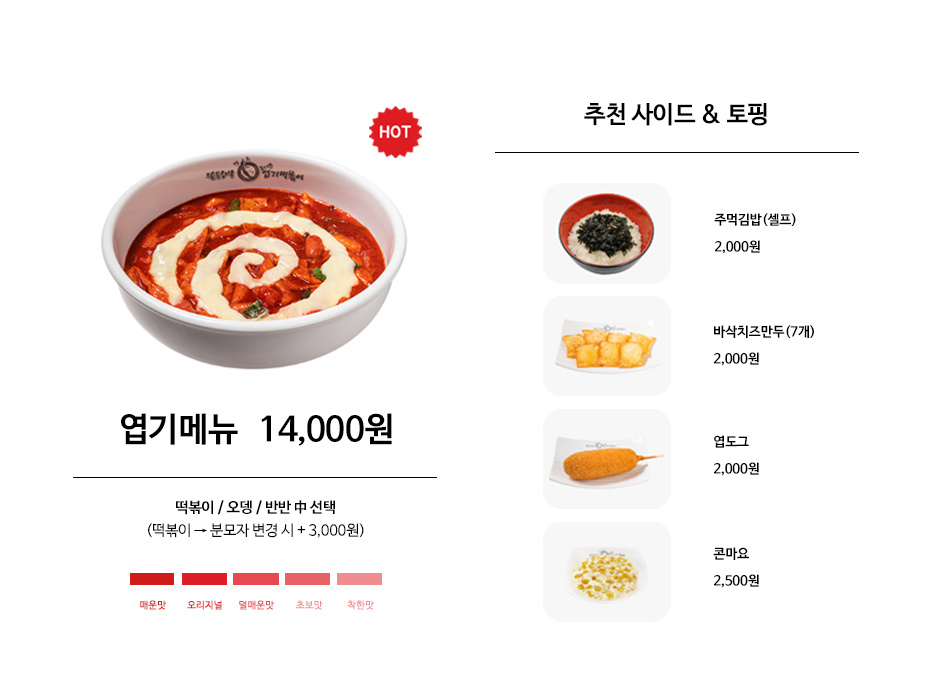 HOT
엽기떡볶이
엽기메뉴 14,000원
떡볶이 / 오뎅 / 반반 中 선택
(떡볶이 → 분모자 변경 시 + 3,000원)
매운맛 오리지널 덜매운맛 초보맛 착한맛
추천 사이드 & 토핑
주먹김밥(셀프)
2,000원
바삭치즈만두(7개)
2,000원
엽도그
2,000원
콘마요
2,500원